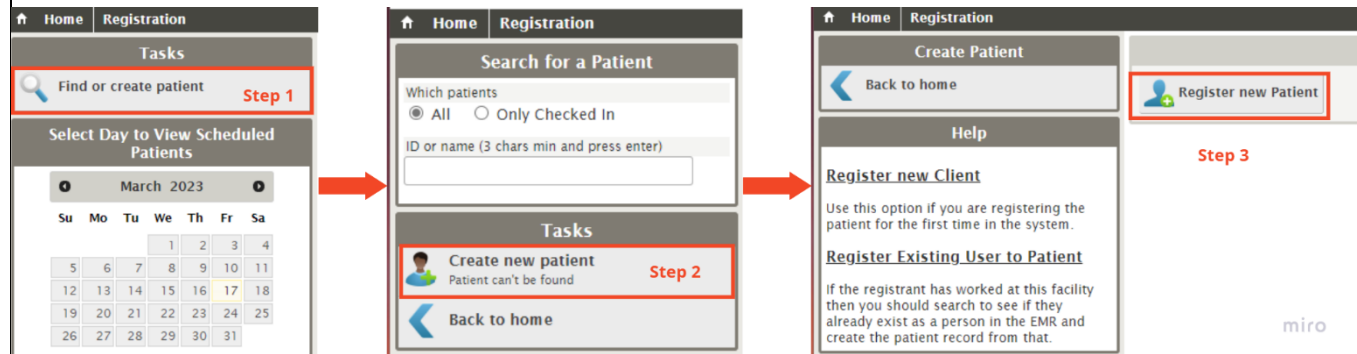 Home Registration
Tasks
Find or create patient
Step 1
Select Day to View Scheduled
Patients
March 2023
Su Mo Tu We Th Fr Sa
1 2 3 4
5 6 7 8 9 10 11
12 13 14 15 16 17 18
19 20 21 22 23 24 25
26 27 28 29 30 31
Home Registration
Search for a Patient
Which patients
All Only Checked In
ID or name (3 chars min and press enter)
Tasks
Create new patient
Patient can't be found
Step 2
Back to home
Home Registration
Create Patient
Back to home
Help
Register new Client
Use this option if you are registering the
patient for the first time in the system.
Register Existing User to Patient
If the registrant has worked at this facility
then you should search to see if they
already exist as a person in the EMR and
create the patient record from that.
Register new Patient
Step 3
miro